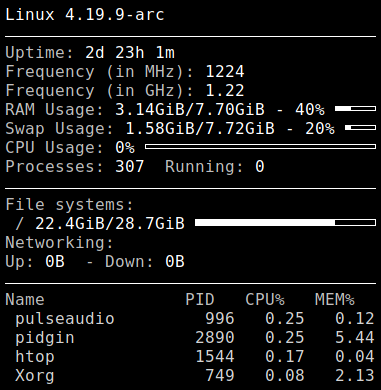 Linux 4.19.9-arc
Uptime: 2d 23h 1m
Frequency (in MHz): 1224
Frequency (in GHz): 1.22
RAM Usage: 3.14GiB/7.70GiB - 40%
Swap Usage: 1.58GiB/7.72GiB - 20%
CPU Usage: 0%
Processes: 307  Running: 0
File systems:
/ 22.4GiB/28.7GiB
Networking:
Up: 0B  - Down: 0B
Name PID CPU% MEM%
pulseaudio 996 0.25 0.12
pidgin 2890 0.25 5.44
htop 1544 0.17 0.04
Xorg 749 0.08 2.13